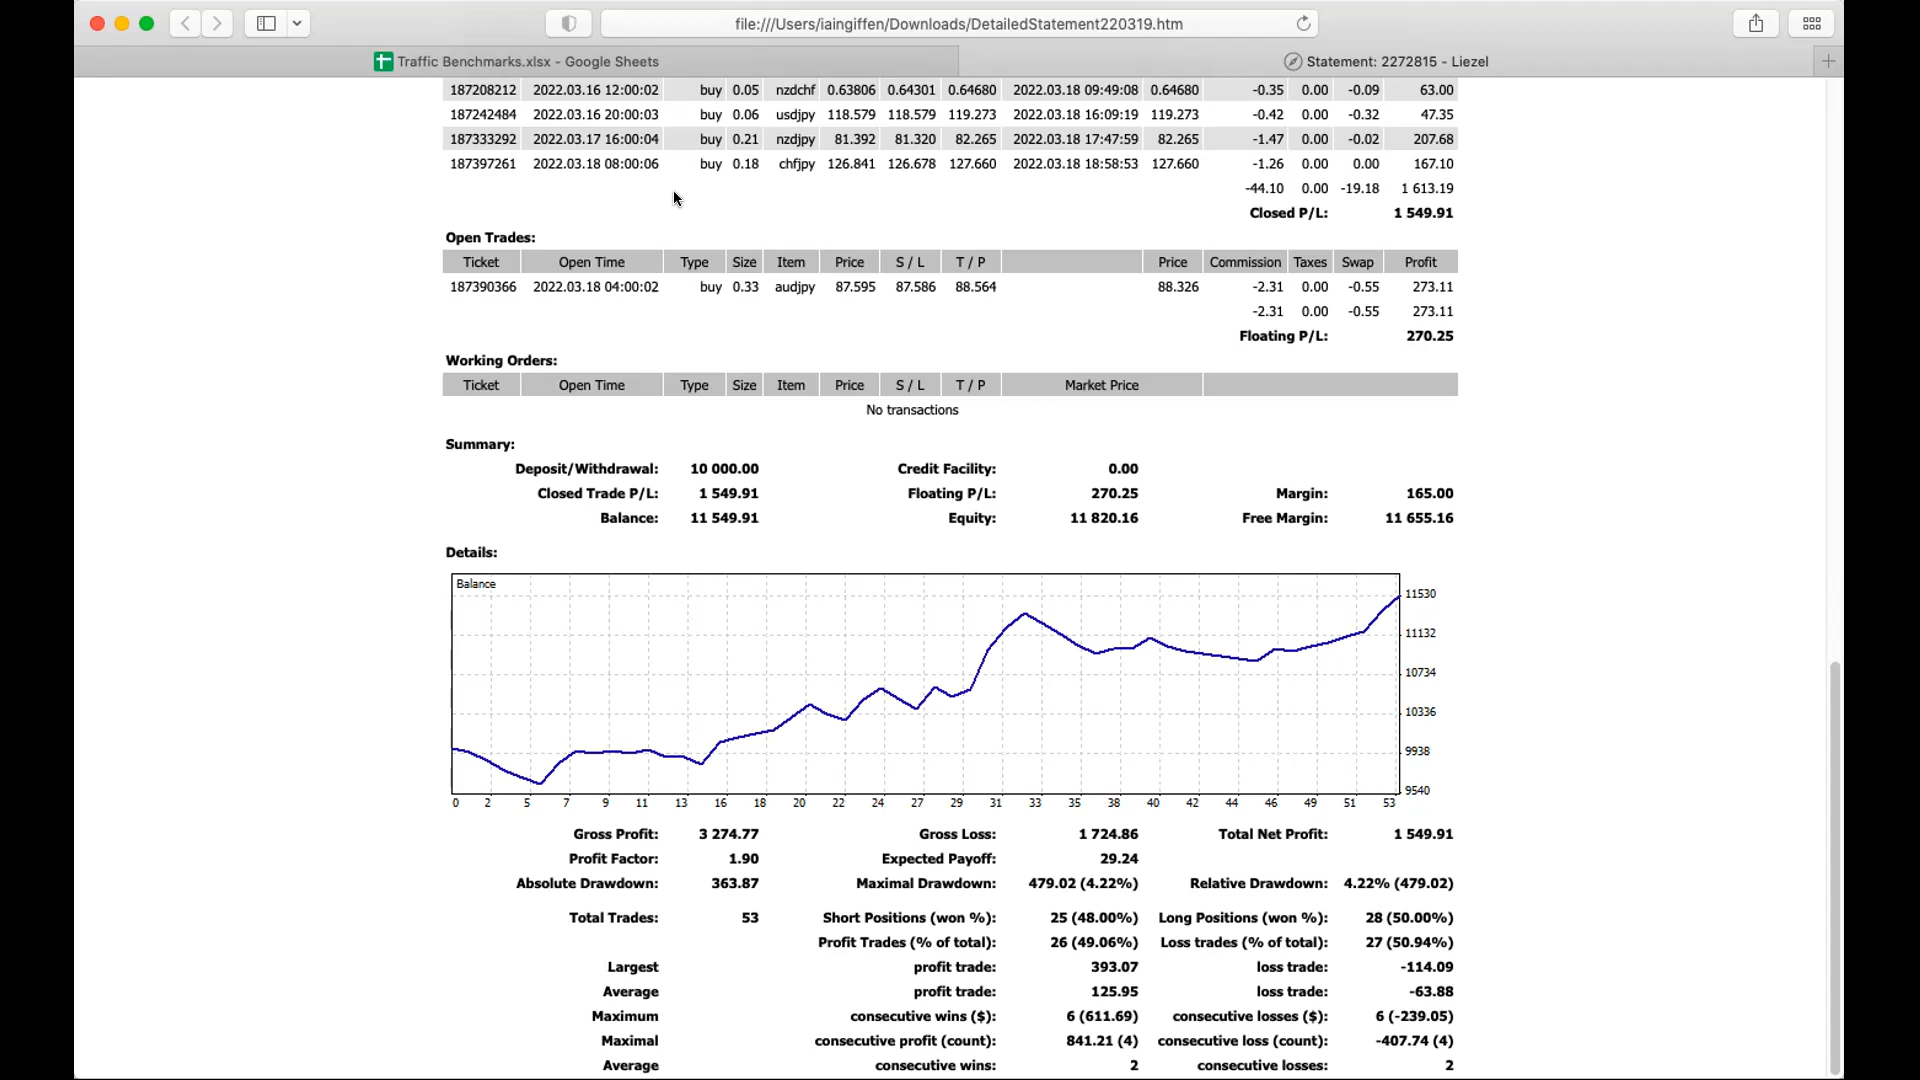 file:///Users/iaingiffen/Downloads/DetailedStatement220319.htm
Traffic Benchmarks.xlsx - Google Sheets
Statement: 2272815 - Liezel
187208212 2022.03.16 12:00:02 buy 0.05 nzdchf 0.63806 0.64301 0.64680 2022.03.18 09:49:08 0.64680 -0.35 0.00 -0.09 63.00
187242484 2022.03.16 20:00:03 buy 0.06 usdjpy 118.579 118.579 119.273 2022.03.18 16:09:19 119.273 -0.42 0.00 -0.32 47.35
187333292 2022.03.17 16:00:04 buy 0.21 nzdjpy 81.392 81.320 82.265 2022.03.18 17:47:59 82.265 -1.47 0.00 -0.02 207.68
187397261 2022.03.18 08:00:06 buy 0.18 chfjpy 126.841 126.678 127.660 2022.03.18 18:58:53 127.660 -1.26 0.00 0.00 167.10
-44.10 0.00 -19.18 1 613.19
Closed P/L: 1 549.91
Open Trades:
Ticket Open Time Type Size Item Price S / L T / P Price Commission Taxes Swap Profit
187390366 2022.03.18 04:00:02 buy 0.33 audjpy 87.595 87.586 88.564 88.326 -2.31 0.00 -0.55 273.11
-2.31 0.00 -0.55 273.11
Floating P/L: 270.25
Working Orders:
Ticket Open Time Type Size Item Price S / L T / P Market Price
No transactions
Summary:
Deposit/Withdrawal: 10 000.00 Credit Facility: 0.00
Closed Trade P/L: 1 549.91 Floating P/L: 270.25 Margin: 165.00
Balance: 11 549.91 Equity: 11 820.16 Free Margin: 11 655.16
Details:
Balance
11530
11132
10734
10336
9938
9540
0 2 5 7 9 11 13 16 18 20 22 24 27 29 31 33 35 38 40 42 44 46 49 51 53
Gross Profit: 3 274.77 Gross Loss: 1 724.86 Total Net Profit: 1 549.91
Profit Factor: 1.90 Expected Payoff: 29.24
Absolute Drawdown: 363.87 Maximal Drawdown: 479.02 (4.22%) Relative Drawdown: 4.22% (479.02)
Total Trades: 53 Short Positions (won %): 25 (48.00%) Long Positions (won %): 28 (50.00%)
Profit Trades (% of total): 26 (49.06%) Loss trades (% of total): 27 (50.94%)
Largest profit trade: 393.07 loss trade: -114.09
Average profit trade: 125.95 loss trade: -63.88
Maximum consecutive wins ($): 6 (611.69) consecutive losses ($): 6 (-239.05)
Maximal consecutive profit (count): 841.21 (4) consecutive loss (count): -407.74 (4)
Average consecutive wins: 2 consecutive losses: 2